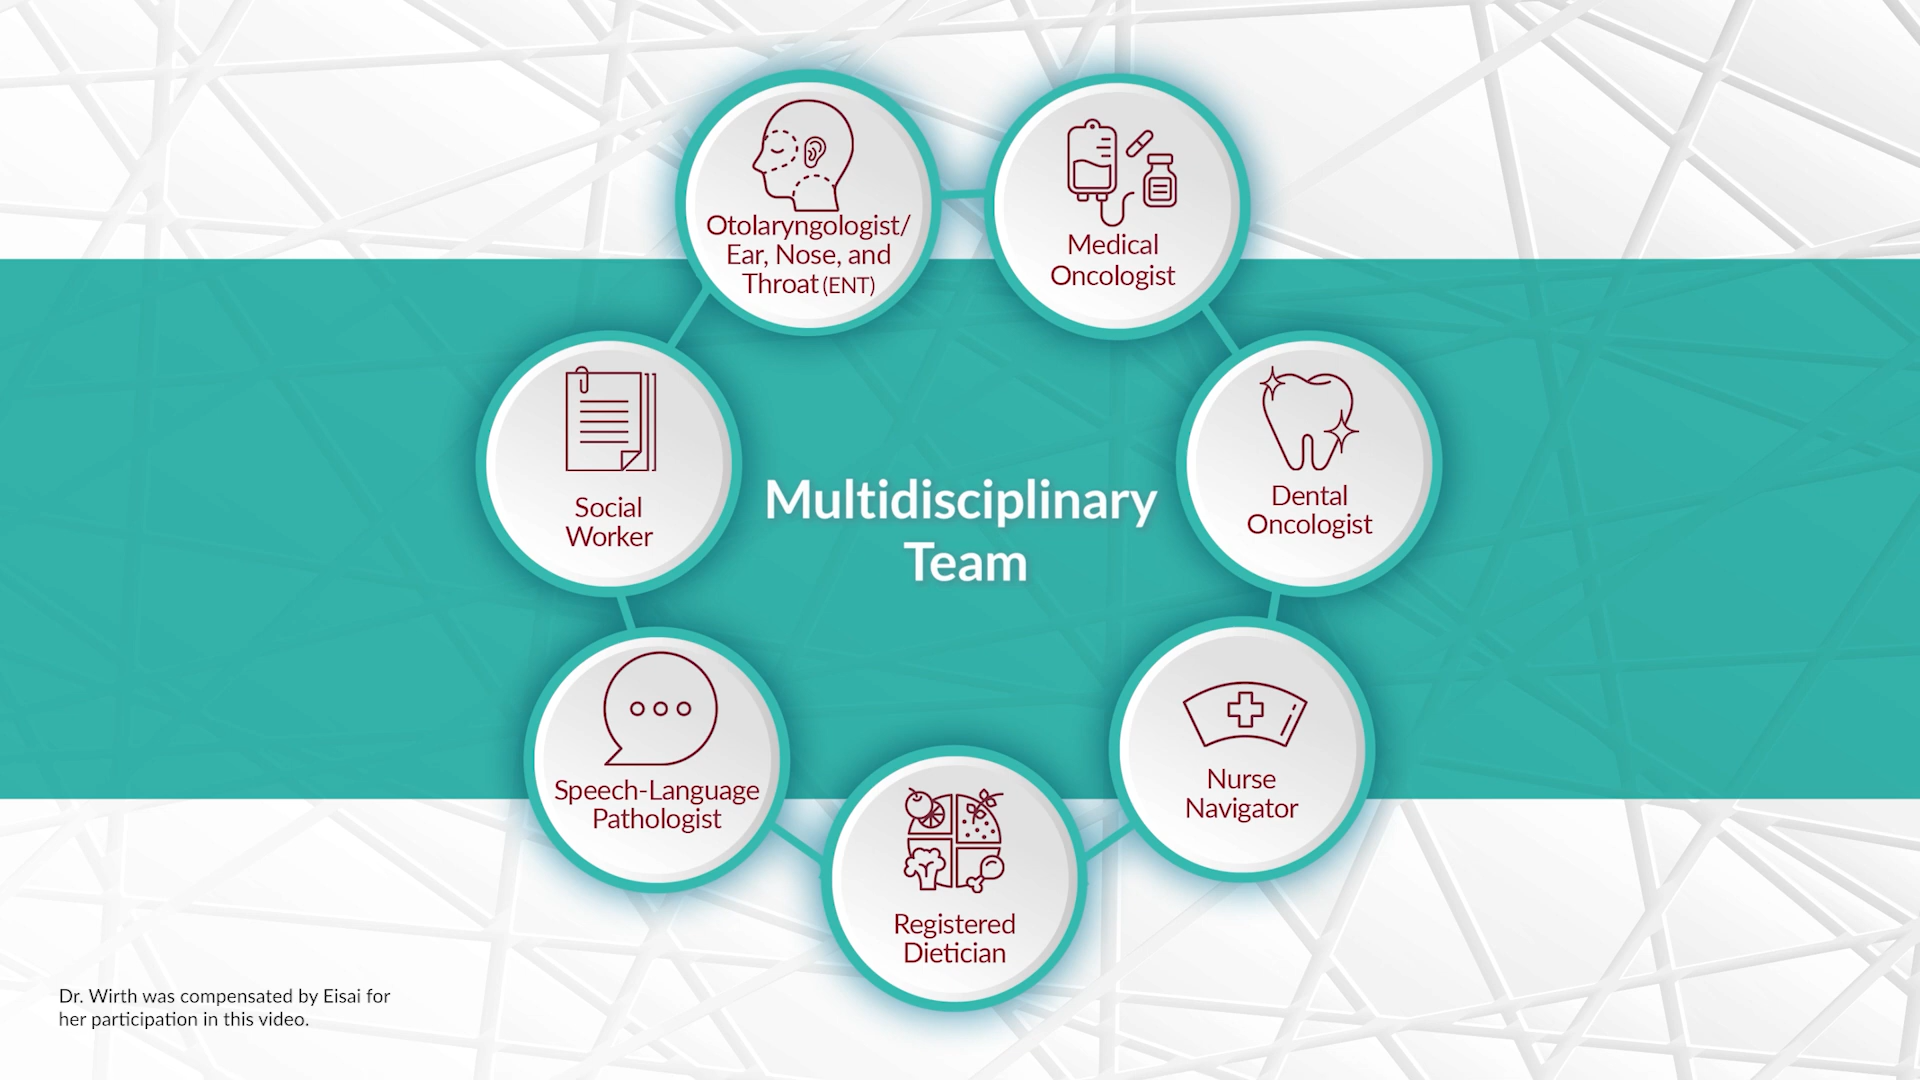 Otolaryngologist/
Ear, Nose, and
Throat (ENT)
Medical
Oncologist
Social
Worker
Multidisciplinary
Team
Dental
Oncologist
Speech-Language
Pathologist
Nurse
Navigator
Registered
Dietician
Dr. Wirth was compensated by Eisai for
her participation in this video.